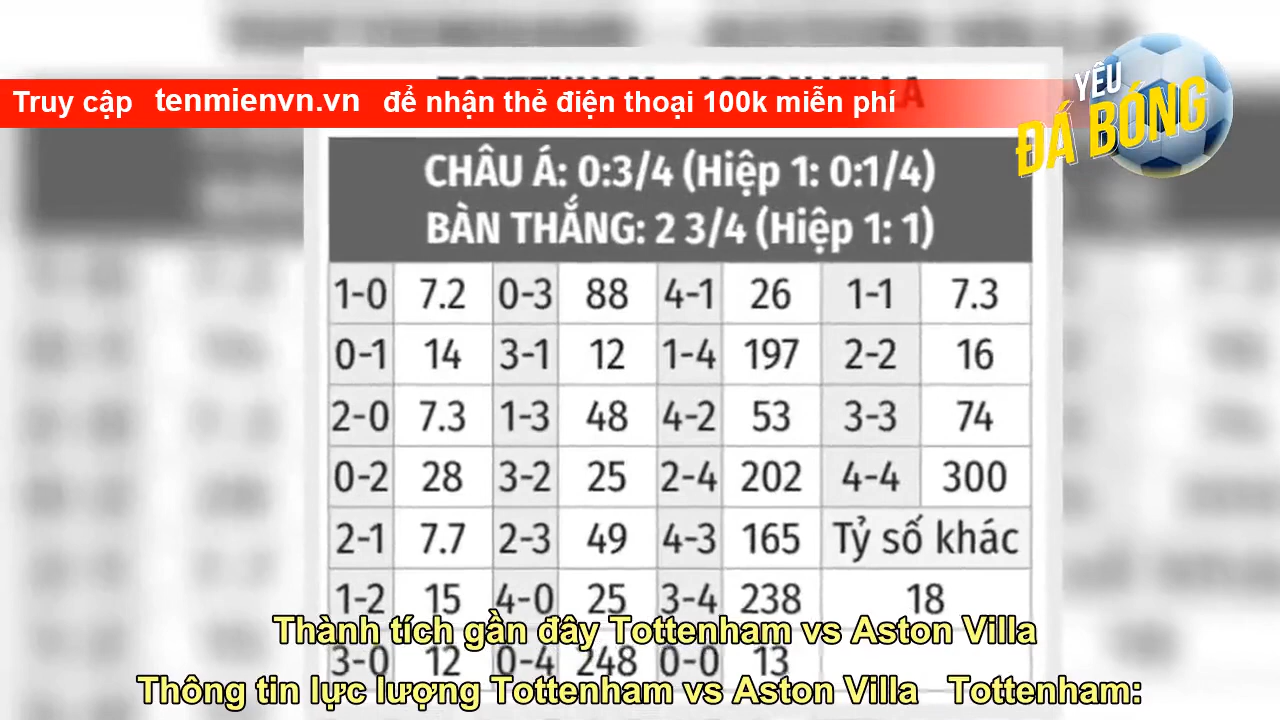 TOTTENHAM - ASTON VILLA
Truy cập tenmienvn.vn để nhận thẻ điện thoại 100k miễn phí
YÊU
ĐÁ BÓNG
CHÂU Á: 0:3/4 (Hiệp 1: 0:1/4)
BÀN THẮNG: 2 3/4 (Hiệp 1: 1)
1-0 7.2 0-3 88 4-1 26 1-1 7.3
0-1 14 3-1 12 1-4 197 2-2 16
2-0 7.3 1-3 48 4-2 53 3-3 74
0-2 28 3-2 25 2-4 202 4-4 300
2-1 7.7 2-3 49 4-3 165 Tỷ số khác
1-2 15 4-0 25 3-4 238 18
Thành tích gần đây Tottenham vs Aston Villa
3-0 12 0-4 248 0-0 13
Thông tin lực lượng Tottenham vs Aston Villa Tottenham: